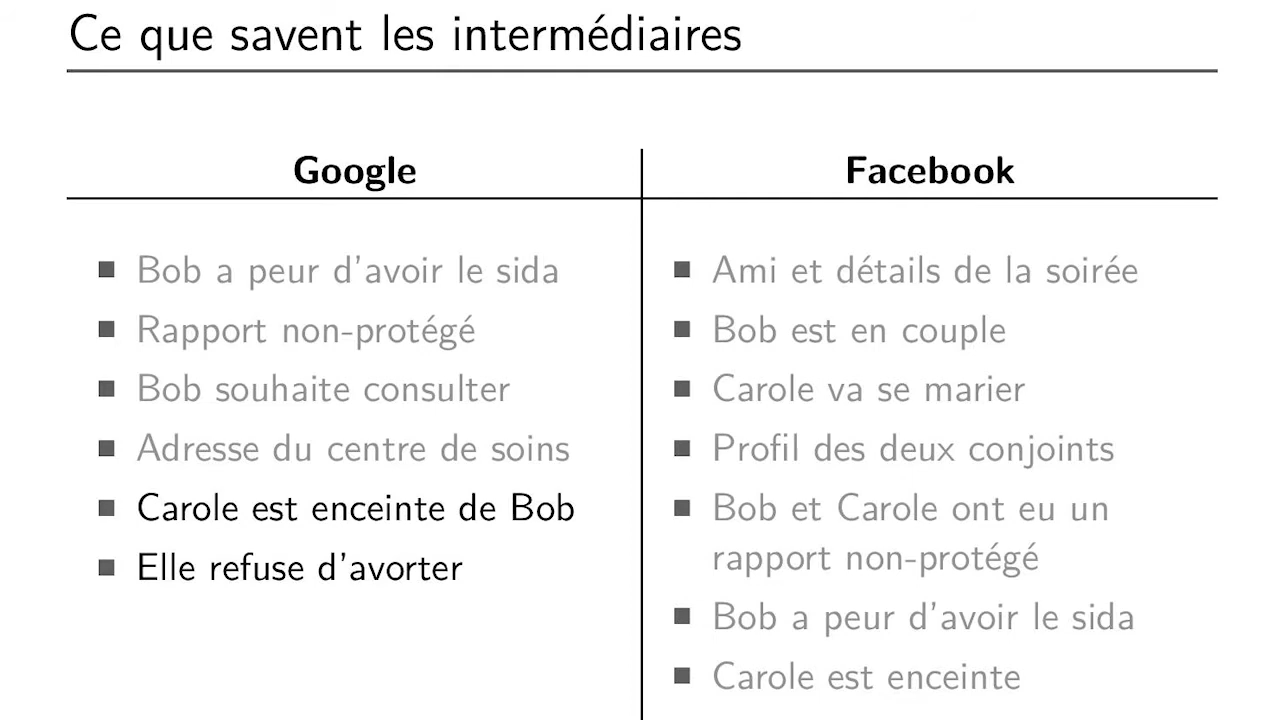 Ce que savent les intermédiaires
Google
Bob a peur d'avoir le sida
Rapport non-protégé
Bob souhaite consulter
Adresse du centre de soins
Carole est enceinte de Bob
Elle refuse d'avorter
Facebook
Ami et détails de la soirée
Bob est en couple
Carole va se marier
Profil des deux conjoints
Bob et Carole ont eu un
rapport non-protégé
Bob a peur d'avoir le sida
Carole est enceinte